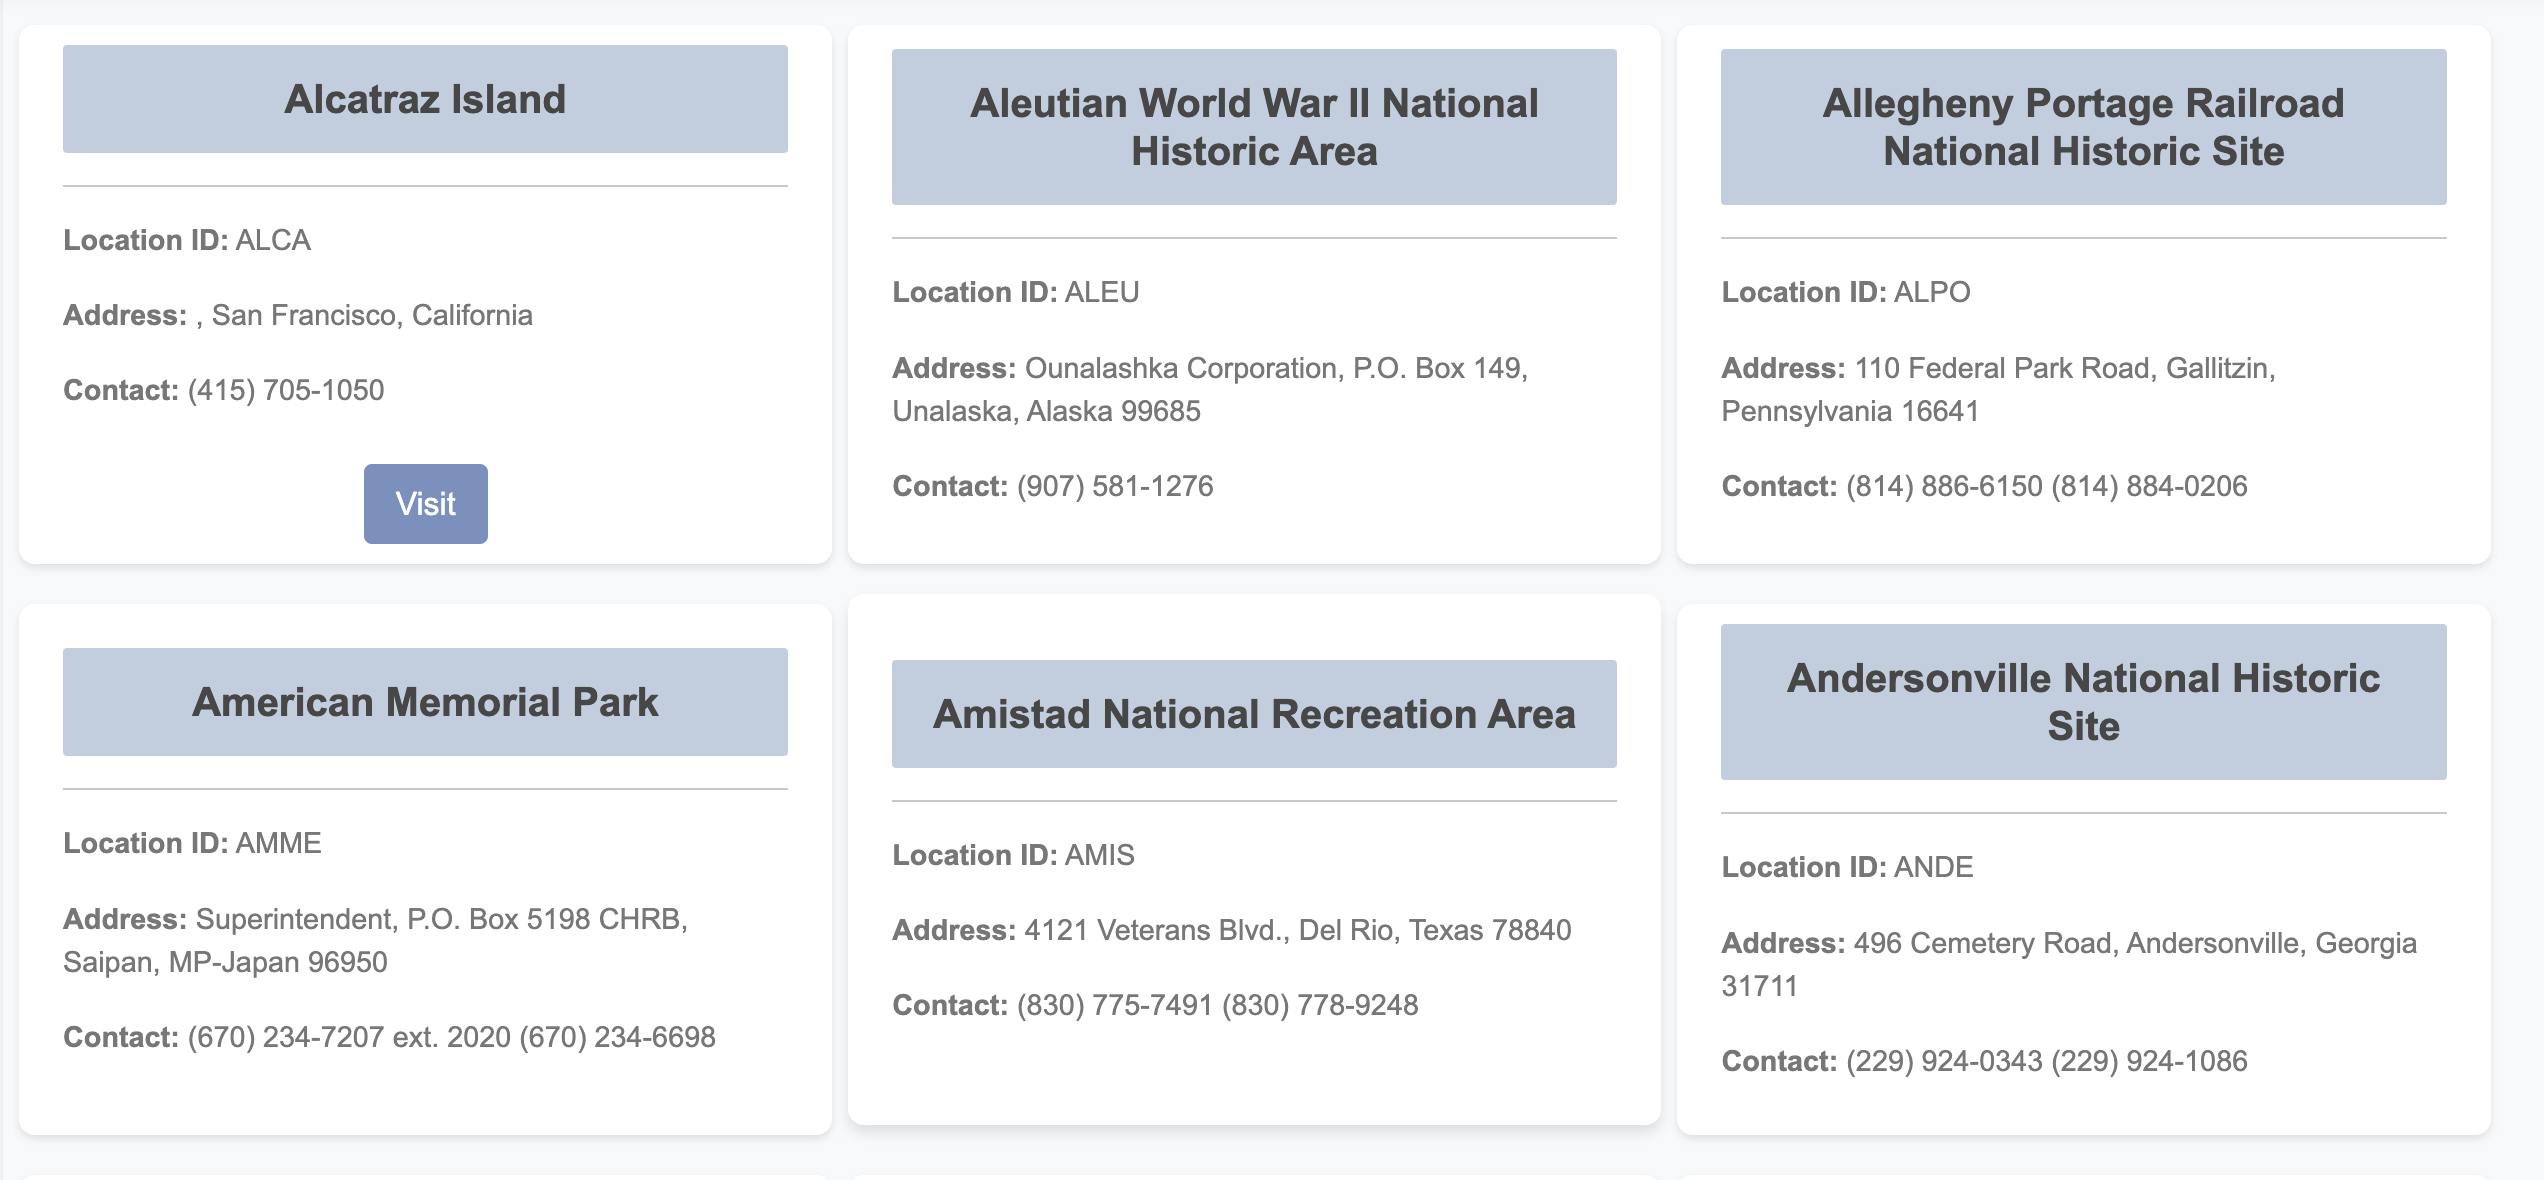 Alcatraz Island
Location ID: ALCA
Address: , San Francisco, California
Contact: (415) 705-1050
Visit
Aleutian World War II National
Historic Area
Location ID: ALEU
Address: Ounalashka Corporation, P.O. Box 149,
Unalaska, Alaska 99685
Contact: (907) 581-1276
Allegheny Portage Railroad
National Historic Site
Location ID: ALPO
Address: 110 Federal Park Road, Gallitzin,
Pennsylvania 16641
Contact: (814) 886-6150 (814) 884-0206
American Memorial Park
Location ID: AMME
Address: Superintendent, P.O. Box 5198 CHRB,
Saipan, MP-Japan 96950
Contact: (670) 234-7207 ext. 2020 (670) 234-6698
Amistad National Recreation Area
Location ID: AMIS
Address: 4121 Veterans Blvd., Del Rio, Texas 78840
Contact: (830) 775-7491 (830) 778-9248
Andersonville National Historic
Site
Location ID: ANDE
Address: 496 Cemetery Road, Andersonville, Georgia
31711
Contact: (229) 924-0343 (229) 924-1086